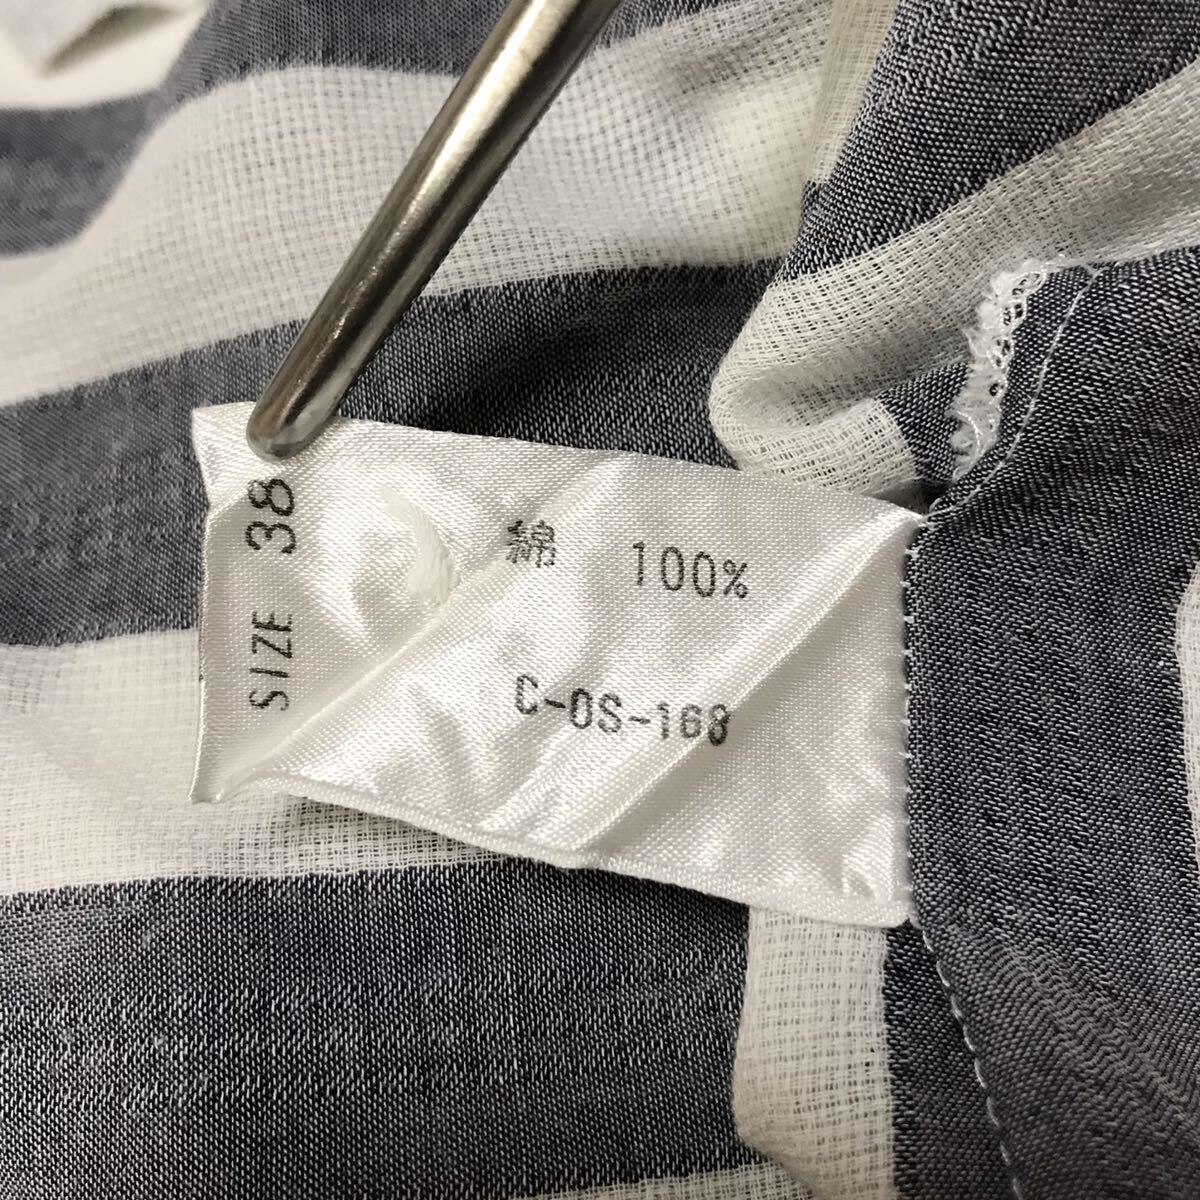 綿 100%
C-OS-168
SIZE 38